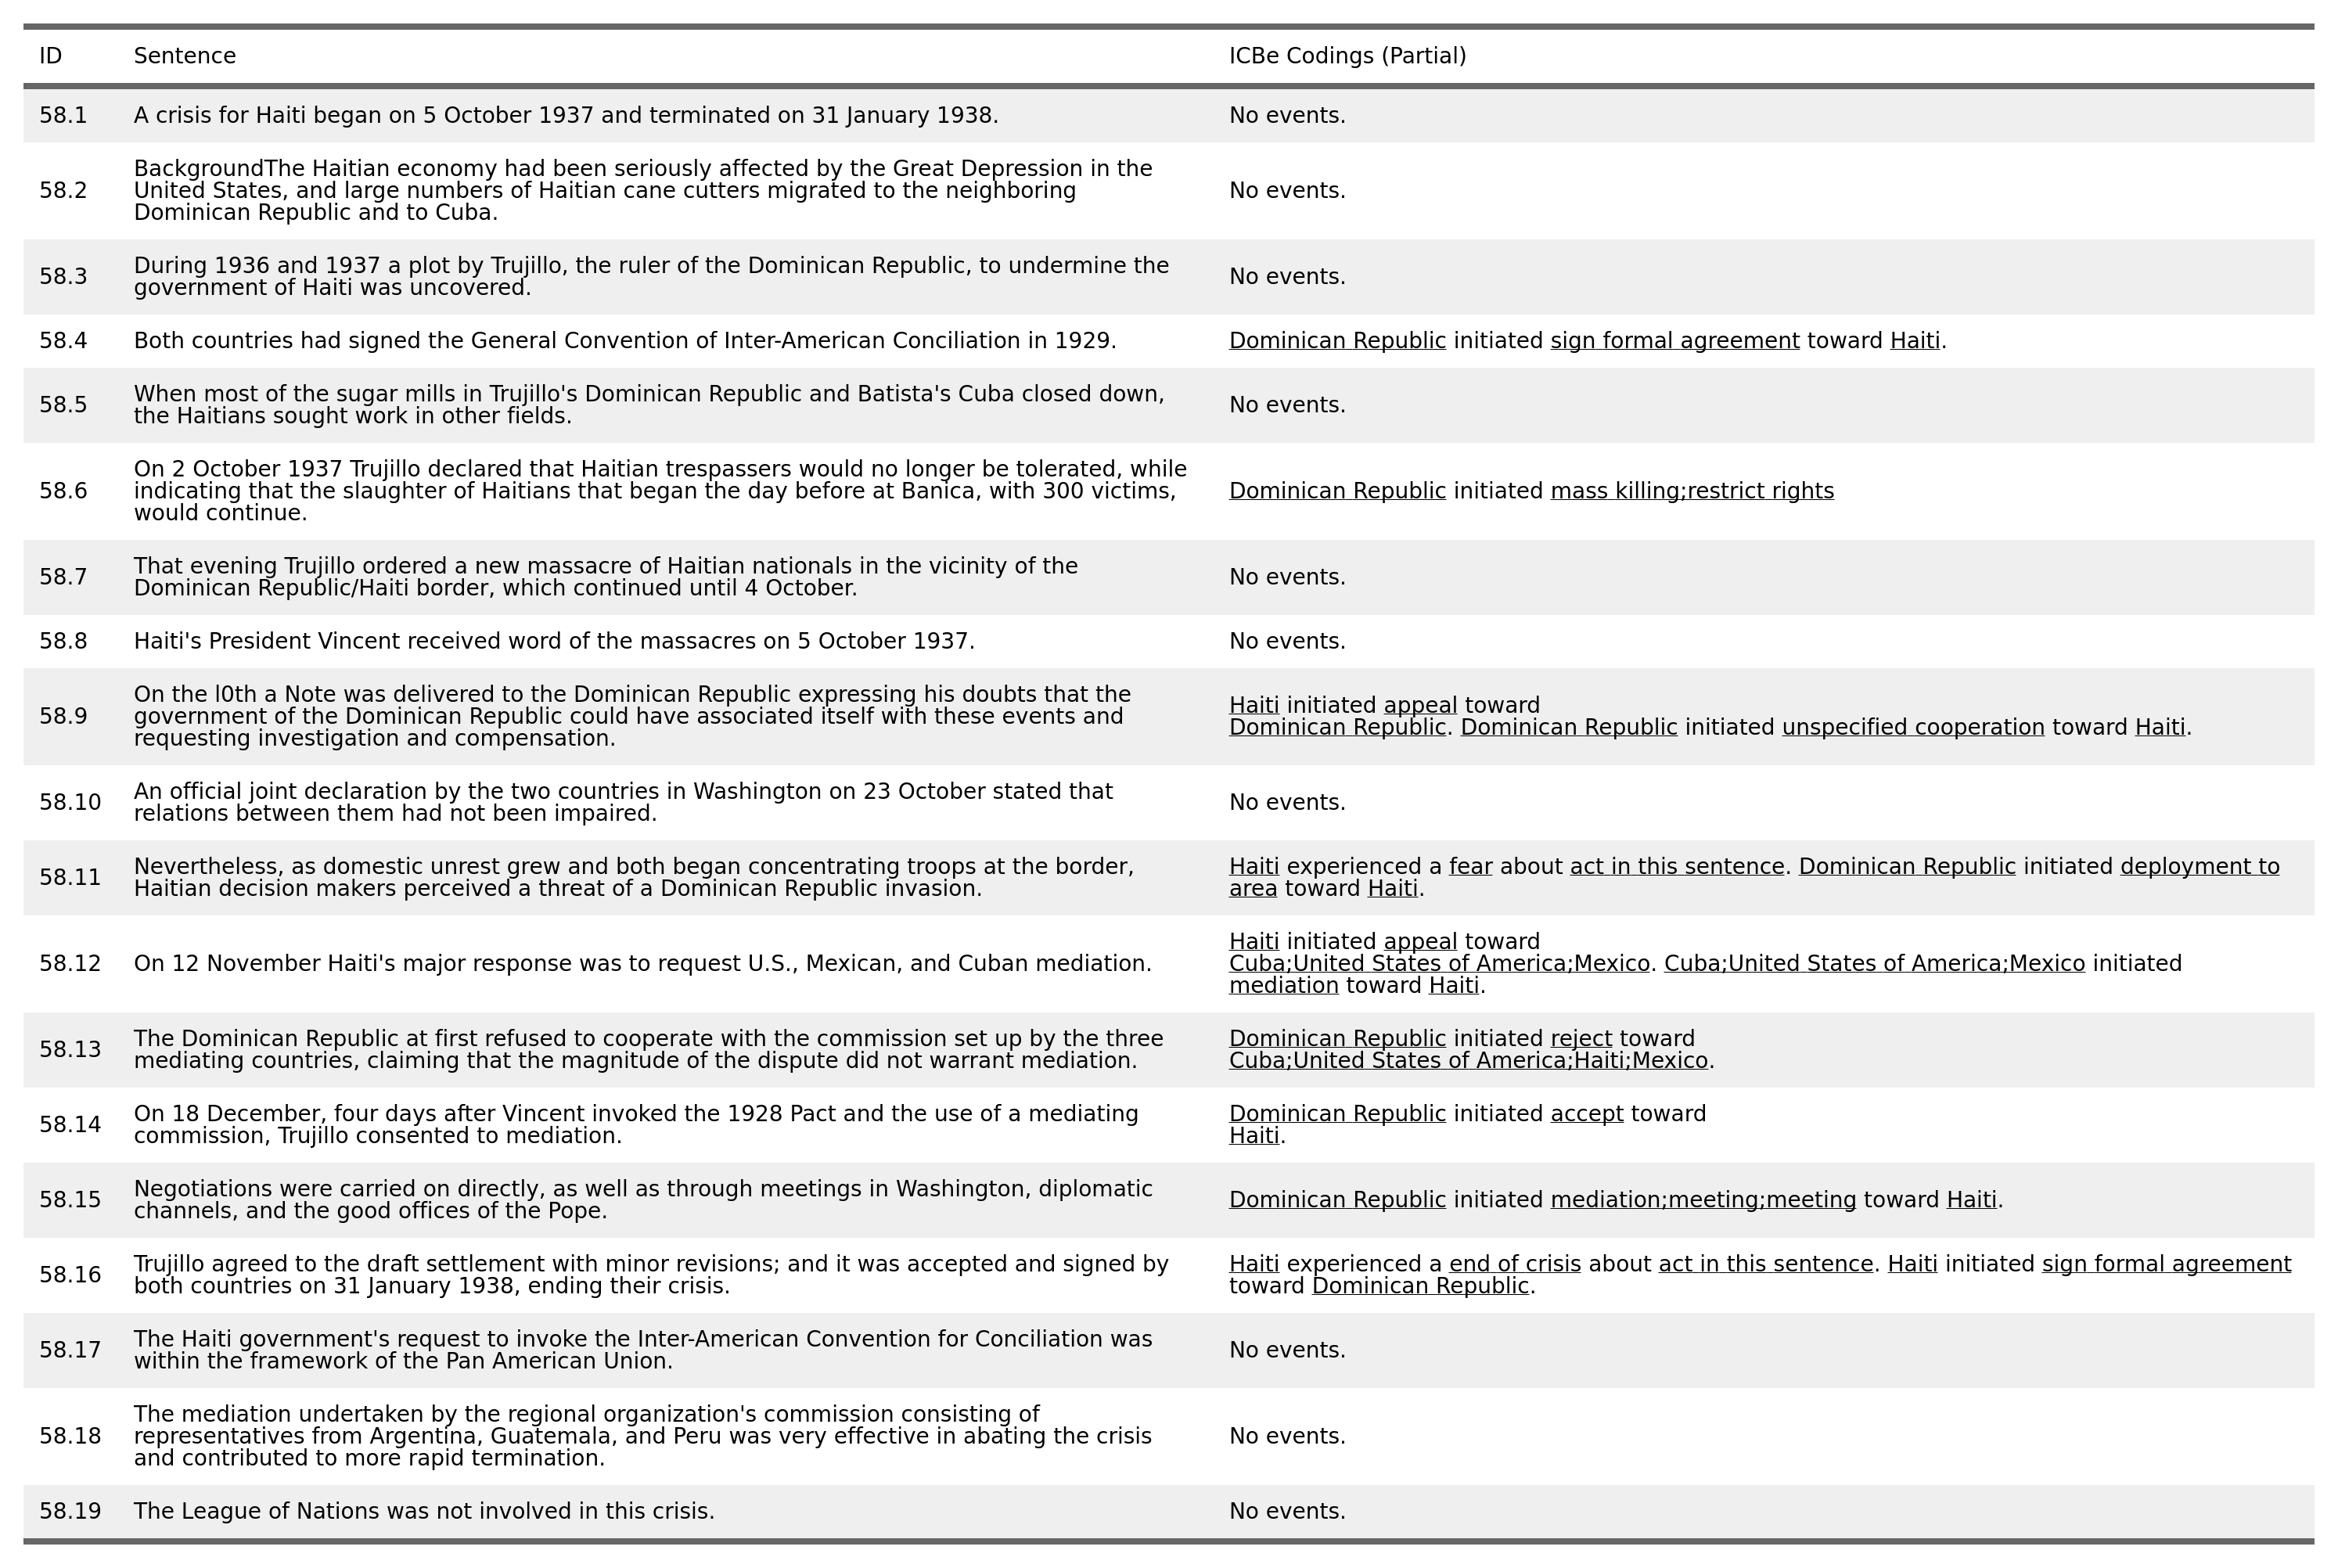 ID Sentence ICBe Codings (Partial)
58.1 A crisis for Haiti began on 5 October 1937 and terminated on 31 January 1938. No events.
BackgroundThe Haitian economy had been seriously affected by the Great Depression in the
58.2 United States, and large numbers of Haitian cane cutters migrated to the neighboring No events.
Dominican Republic and to Cuba.
58.3 During 1936 and 1937 a plot by Trujillo, the ruler of the Dominican Republic, to undermine the No events.
government of Haiti was uncovered.
58.4 Both countries had signed the General Convention of Inter-American Conciliation in 1929. Dominican Republic initiated sign formal agreement toward Haiti.
58.5 When most of the sugar mills in Trujillo's Dominican Republic and Batista's Cuba closed down, No events.
the Haitians sought work in other fields.
On 2 October 1937 Trujillo declared that Haitian trespassers would no longer be tolerated, while
58.6 indicating that the slaughter of Haitians that began the day before at Banica, with 300 victims, Dominican Republic initiated mass killing;restrict rights
would continue.
58.7 That evening Trujillo ordered a new massacre of Haitian nationals in the vicinity of the No events.
Dominican Republic/Haiti border, which continued until 4 October.
58.8 Haiti's President Vincent received word of the massacres on 5 October 1937. No events.
On the l0th a Note was delivered to the Dominican Republic expressing his doubts that the Haiti initiated appeal toward
58.9 government of the Dominican Republic could have associated itself with these events and Dominican Republic. Dominican Republic initiated unspecified cooperation toward Haiti.
requesting investigation and compensation.
58.10 An official joint declaration by the two countries in Washington on 23 October stated that No events.
relations between them had not been impaired.
58.11 Nevertheless, as domestic unrest grew and both began concentrating troops at the border, Haiti experienced a fear about act in this sentence. Dominican Republic initiated deployment to
Haitian decision makers perceived a threat of a Dominican Republic invasion. area toward Haiti.
Haiti initiated appeal toward
58.12 On 12 November Haiti's major response was to request U.S., Mexican, and Cuban mediation. Cuba;United States of America;Mexico. Cuba;United States of America;Mexico initiated
mediation toward Haiti.
58.13 The Dominican Republic at first refused to cooperate with the commission set up by the three Dominican Republic initiated reject toward
mediating countries, claiming that the magnitude of the dispute did not warrant mediation. Cuba;United States of America;Haiti;Mexico.
58.14 On 18 December, four days after Vincent invoked the 1928 Pact and the use of a mediating Dominican Republic initiated accept toward
commission, Trujillo consented to mediation. Haiti.
58.15 Negotiations were carried on directly, as well as through meetings in Washington, diplomatic Dominican Republic initiated mediation;meeting;meeting toward Haiti.
channels, and the good offices of the Pope.
58.16 Trujillo agreed to the draft settlement with minor revisions; and it was accepted and signed by Haiti experienced a end of crisis about act in this sentence. Haiti initiated sign formal agreement
both countries on 31 January 1938, ending their crisis. toward Dominican Republic.
58.17 The Haiti government's request to invoke the Inter-American Convention for Conciliation was No events.
within the framework of the Pan American Union.
The mediation undertaken by the regional organization's commission consisting of
58.18 representatives from Argentina, Guatemala, and Peru was very effective in abating the crisis No events.
and contributed to more rapid termination.
58.19 The League of Nations was not involved in this crisis. No events.